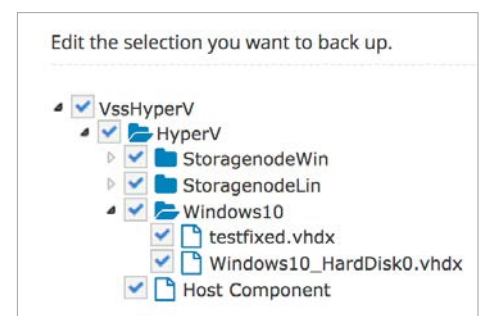 Edit the selection you want to back up.
VssHyperV
HyperV
StoragenodeWin
StoragenodeLin
Windows10
testfixed.vhdx
Windows10_HardDisk0.vhdx
Host Component